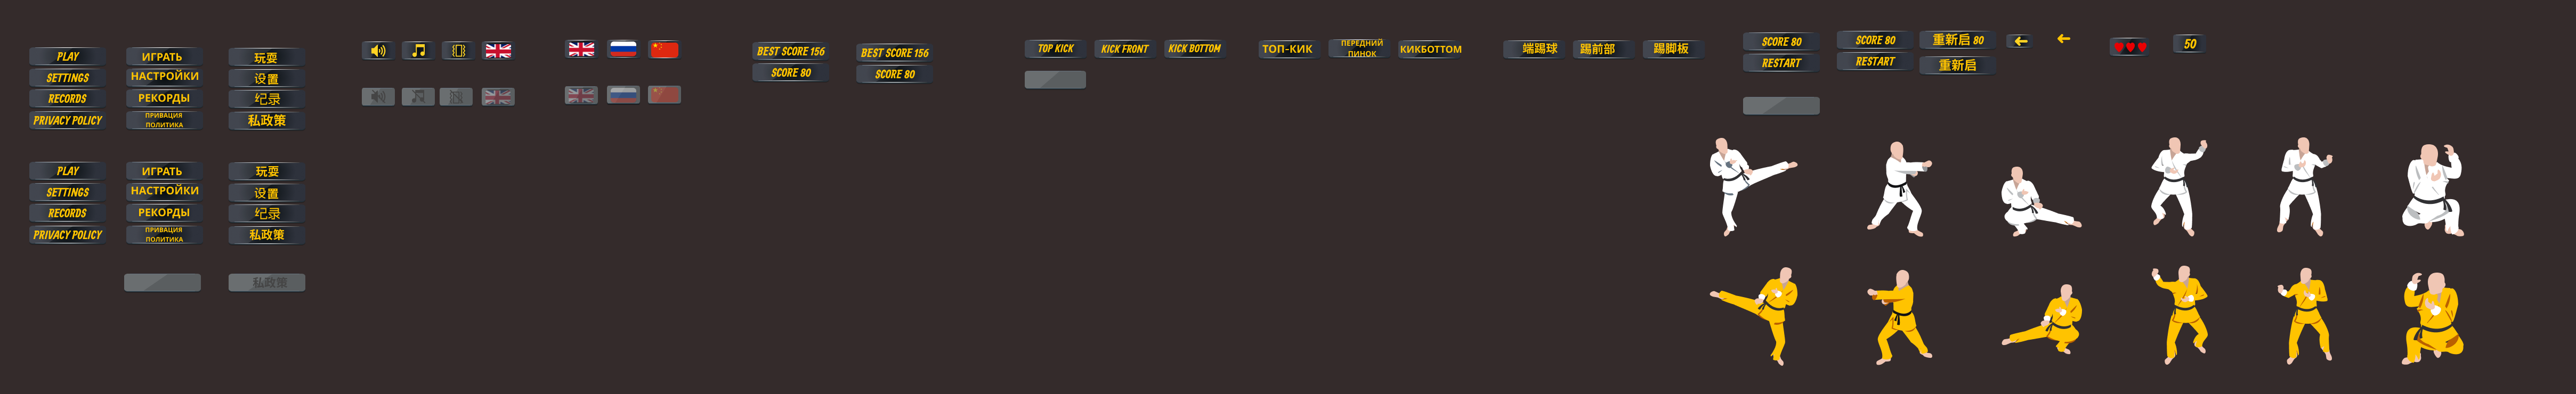 PLAY
SETTINGS
RECORDS
PRIVACY POLICY
ИГРАТЬ
НАСТРОЙКИ
РЕКОРДЫ
ПРИВАЦИЯ
ПОЛИТИКА
玩耍
设置
纪录
私政策
PLAY
SETTINGS
RECORDS
PRIVACY POLICY
ИГРАТЬ
НАСТРОЙКИ
РЕКОРДЫ
ПРИВАЦИЯ
ПОЛИТИКА
玩耍
设置
纪录
私政策
私政策
BEST SCORE 156
SCORE 80
BEST SCORE 156
SCORE 80
TOP KICK
KICK FRONT
KICK BOTTOM
ТОП-КИК
ПЕРЕДНИЙ
ПИНОК
КИКБОТТОМ
端踢球
踢前部
踢脚板
SCORE 80
RESTART
SCORE 80
RESTART
重新启 80
重新启
50